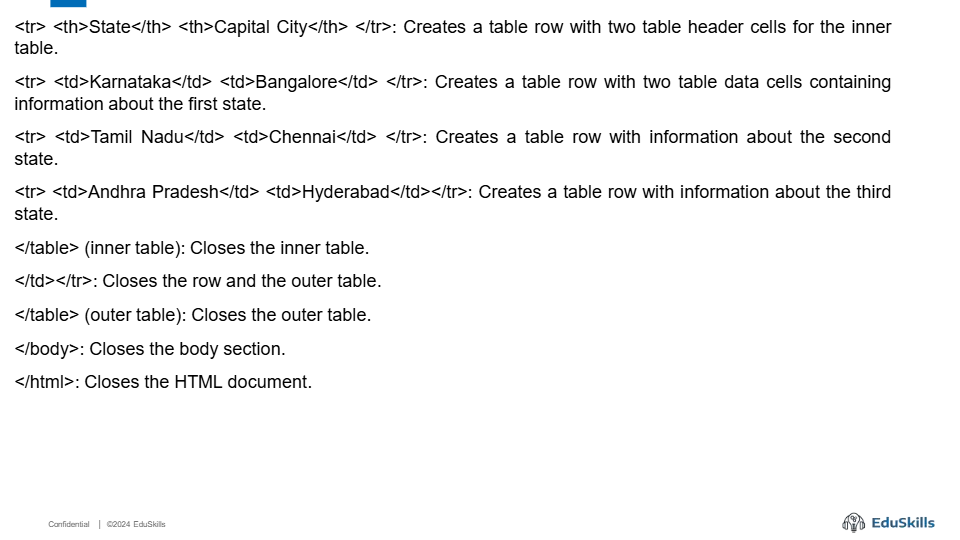 <tr> <th>State</th> <th>Capital City</th> </tr>: Creates a table row with two table header cells for the inner
table.
<tr> <td>Karnataka</td> <td>Bangalore</td> </tr>: Creates a table row with two table data cells containing
information about the first state.
<tr> <td>Tamil Nadu</td> <td>Chennai</td> </tr>: Creates a table row with information about the second
state.
<tr> <td>Andhra Pradesh</td> <td>Hyderabad</td></tr>: Creates a table row with information about the third
state.
</table> (inner table): Closes the inner table.
</td></tr>: Closes the row and the outer table.
</table> (outer table): Closes the outer table.
</body>: Closes the body section.
</html>: Closes the HTML document.
Confidential | ©2024 EduSkills
EduSkills